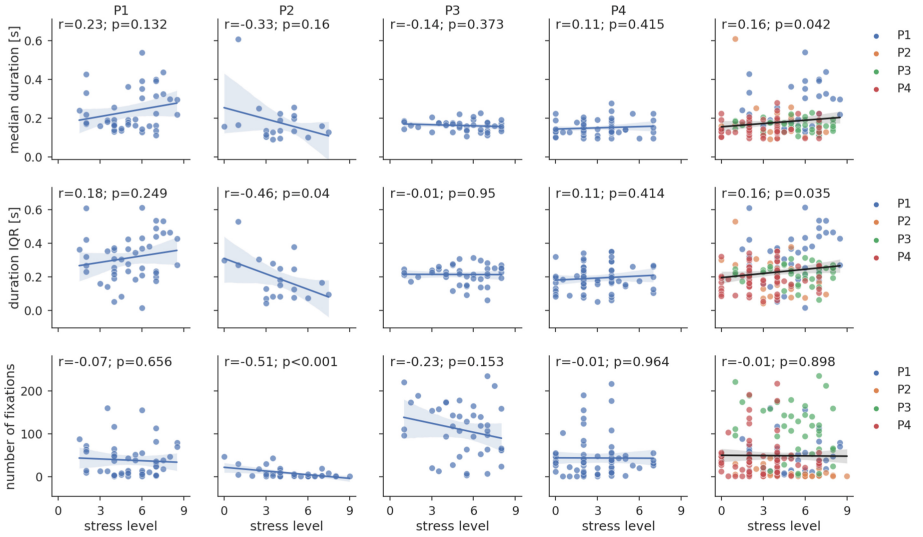 P1 P2 P3 P4
r=0.23; p=0.132 r=-0.33; p=0.16 r=-0.14; p=0.373 r=0.11; p=0.415 r=0.16; p=0.042
median duration [s]
0.6
0.4
0.2
0.0
P1
P2
P3
P4
r=0.18; p=0.249 r=-0.46; p=0.04 r=-0.01; p=0.95 r=0.11; p=0.414 r=0.16; p=0.035
duration IQR [s]
0.6
0.4
0.2
0.0
P1
P2
P3
P4
r=-0.07; p=0.656 r=-0.51; p<0.001 r=-0.23; p=0.153 r=-0.01; p=0.964 r=-0.01; p=0.898
number of fixations
200
100
0
P1
P2
P3
P4
0 3 6 9 0 3 6 9 0 3 6 9 0 3 6 9 0 3 6 9
stress level stress level stress level stress level stress level